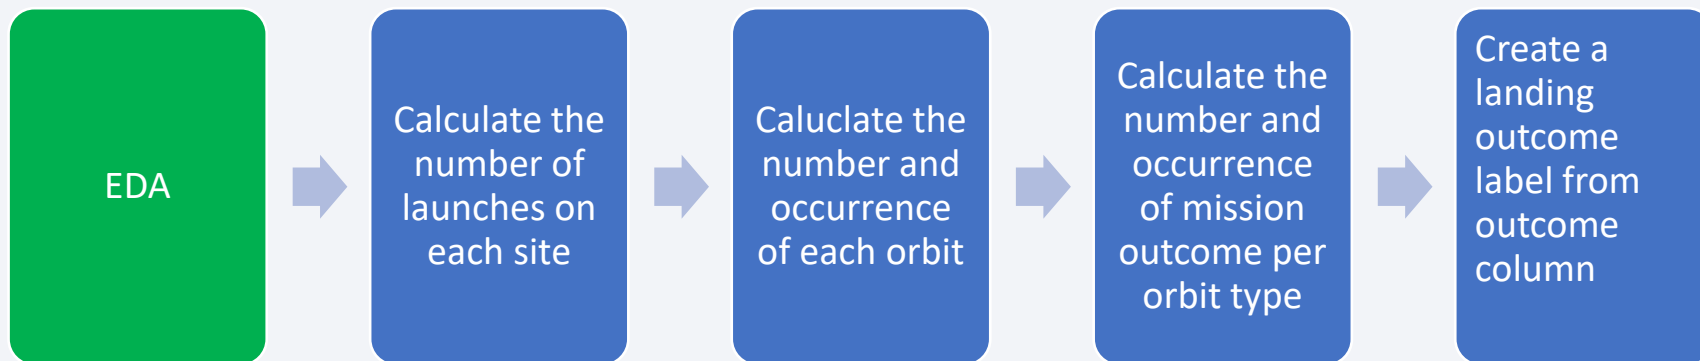 EDA
Calculate the
number of
launches on
each site
Caluclate the
number and
occurrence
of each orbit
Calculate the
number and
occurrence
of mission
outcome per
orbit type
Create a
landing
outcome
label from
outcome
column